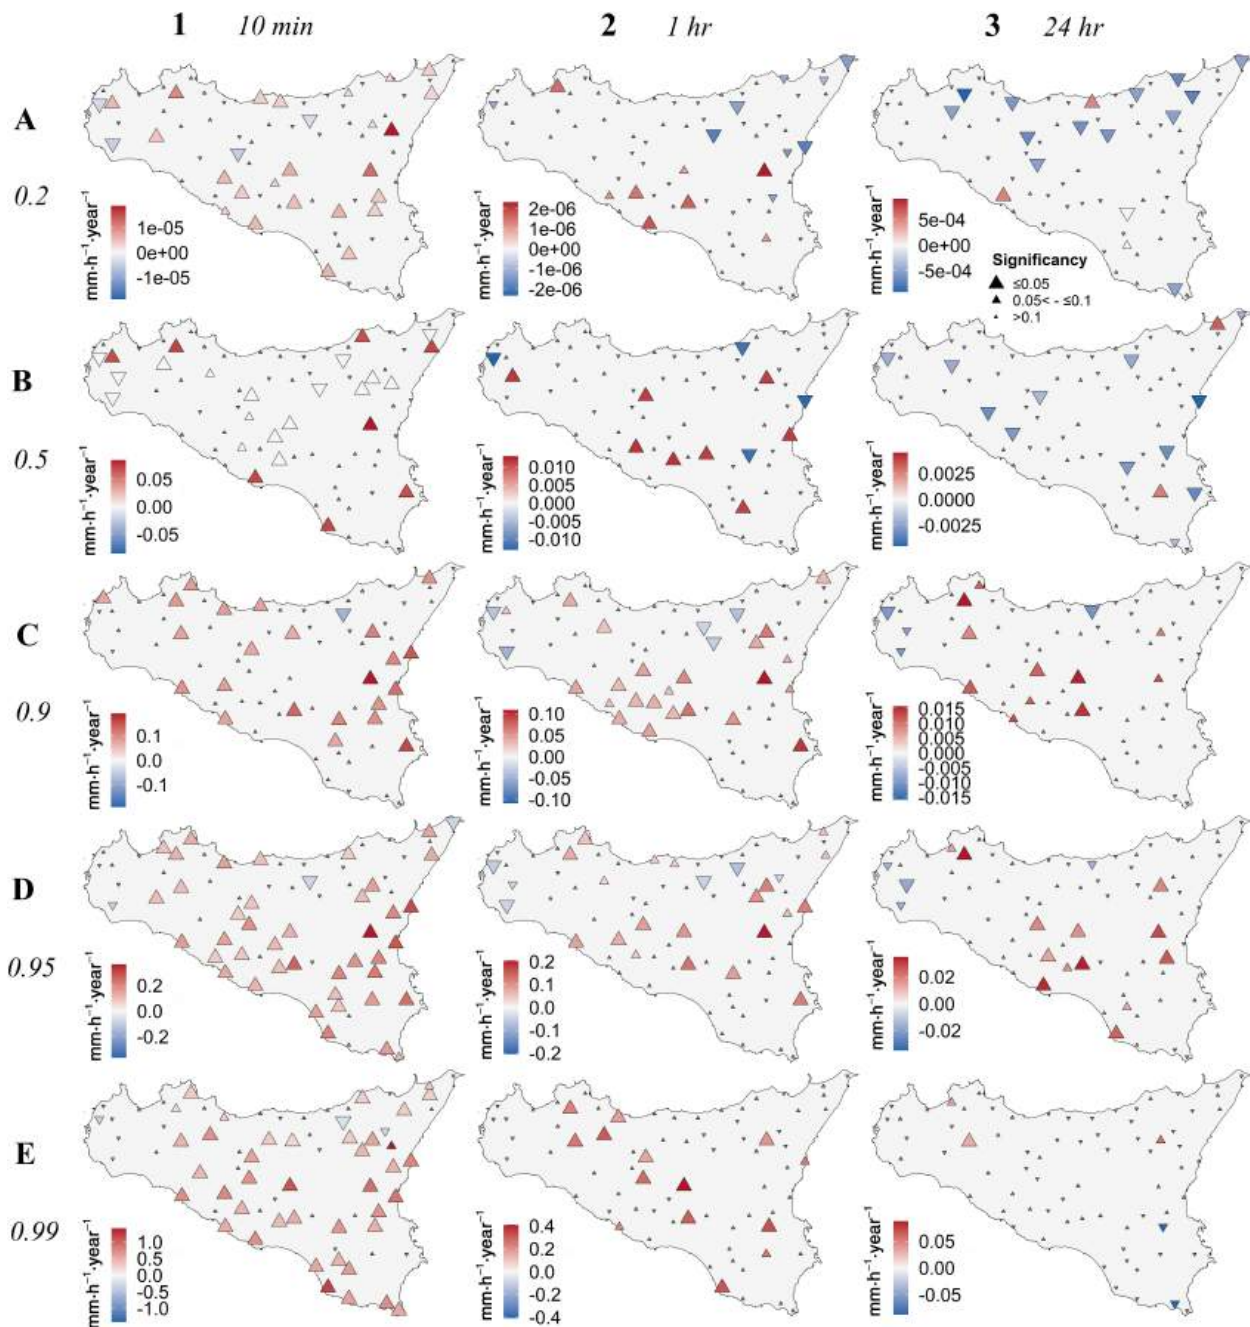 1 10 min 2 1 hr 3 24 hr
A
0.2
mm·h⁻¹·year⁻¹
1e-05
0e+00
-1e-05
mm·h⁻¹·year⁻¹
2e-06
1e-06
0e+00
-1e-06
-2e-06
mm·h⁻¹·year⁻¹
5e-04
0e+00
-5e-04
Significancy
≤0.05
0.05< - ≤0.1
>0.1
B
0.5
mm·h⁻¹·year⁻¹
0.05
0.00
-0.05
mm·h⁻¹·year⁻¹
0.010
0.005
0.000
-0.005
-0.010
mm·h⁻¹·year⁻¹
0.0025
0.0000
-0.0025
C
0.9
mm·h⁻¹·year⁻¹
0.1
0.0
-0.1
mm·h⁻¹·year⁻¹
0.10
0.05
0.00
-0.05
-0.10
mm·h⁻¹·year⁻¹
0.015
0.010
0.005
0.000
-0.005
-0.010
-0.015
D
0.95
mm·h⁻¹·year⁻¹
0.2
0.0
-0.2
mm·h⁻¹·year⁻¹
0.2
0.1
0.0
-0.1
-0.2
mm·h⁻¹·year⁻¹
0.02
0.00
-0.02
E
0.99
mm·h⁻¹·year⁻¹
1.0
0.5
0.0
-0.5
-1.0
mm·h⁻¹·year⁻¹
0.4
0.2
0.0
-0.2
-0.4
mm·h⁻¹·year⁻¹
0.05
0.00
-0.05